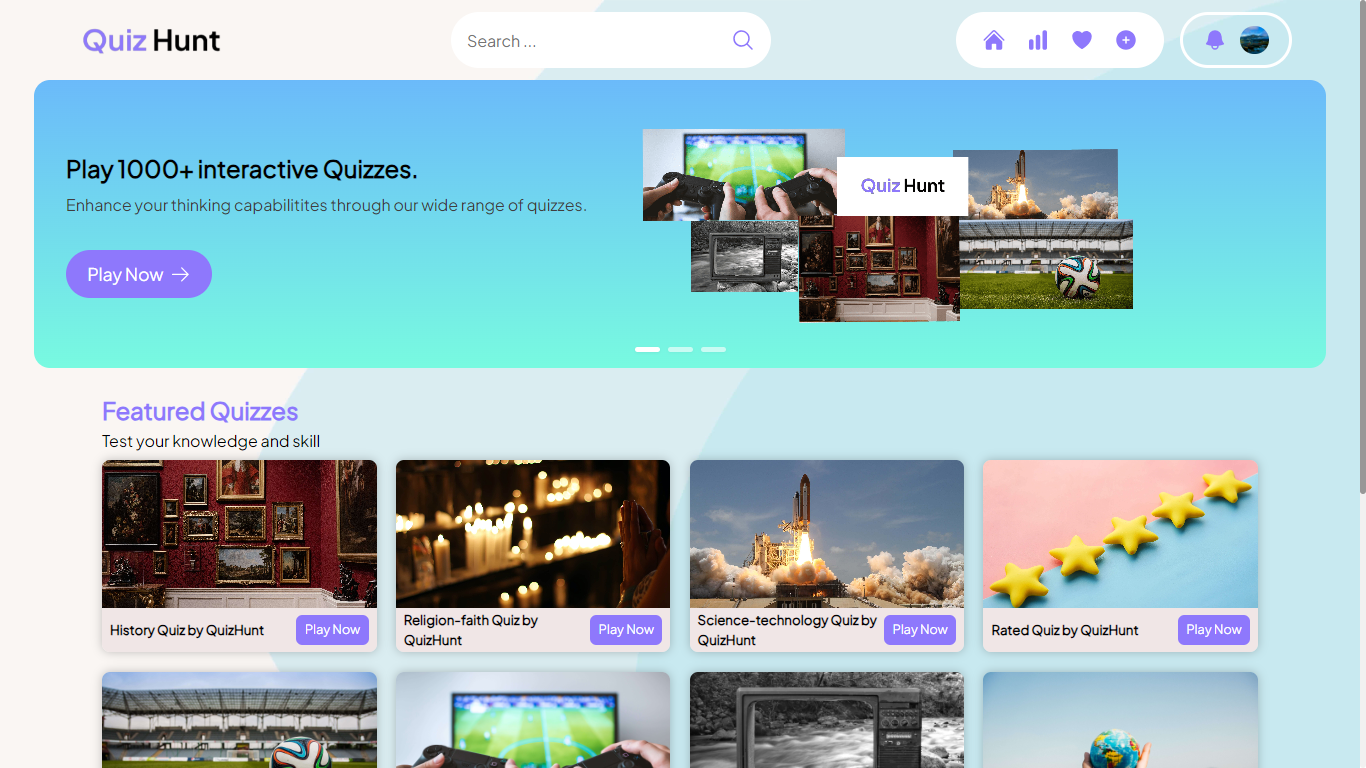 Quiz Hunt
Search ...
Play 1000+ interactive Quizzes.
Enhance your thinking capabilitites through our wide range of quizzes.
Play Now
Quiz Hunt
Featured Quizzes
Test your knowledge and skill
History Quiz by QuizHunt
Play Now
Religion-faith Quiz by
QuizHunt
Play Now
Science-technology Quiz by
QuizHunt
Play Now
Rated Quiz by QuizHunt
Play Now